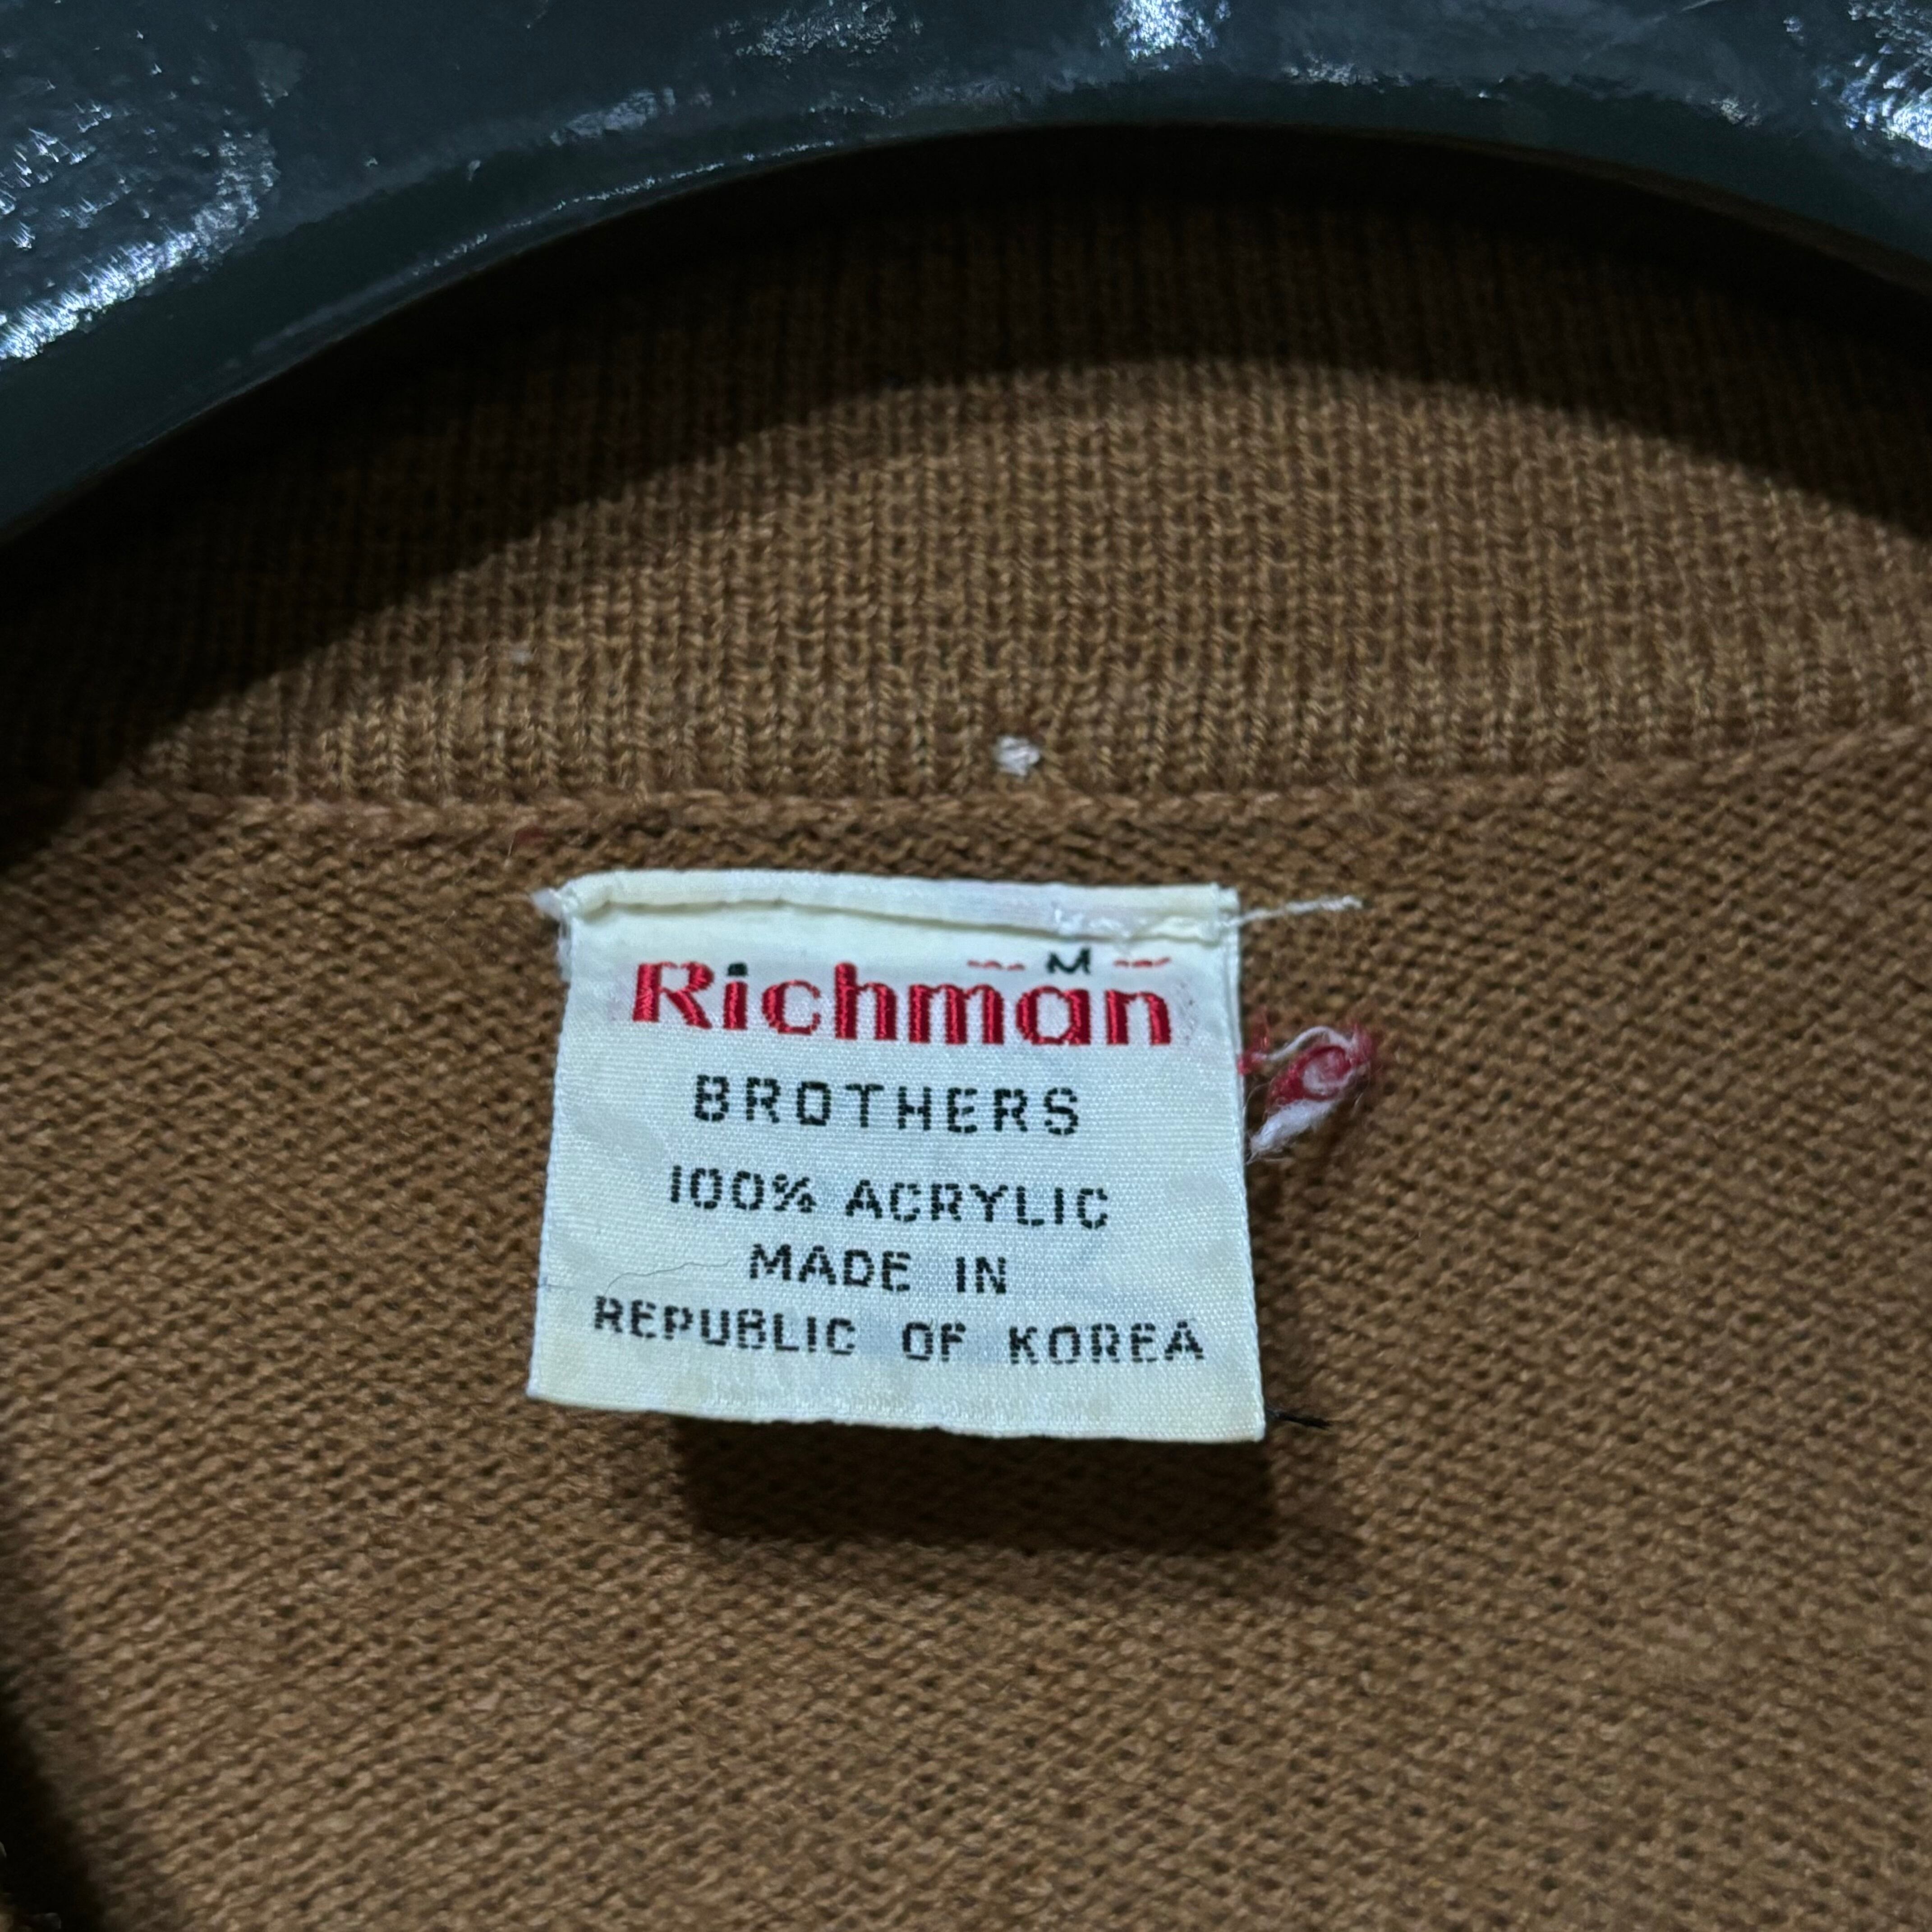 M
Richman
BROTHERS
100% ACRYLIC
MADE IN
REPUBLIC OF KOREA